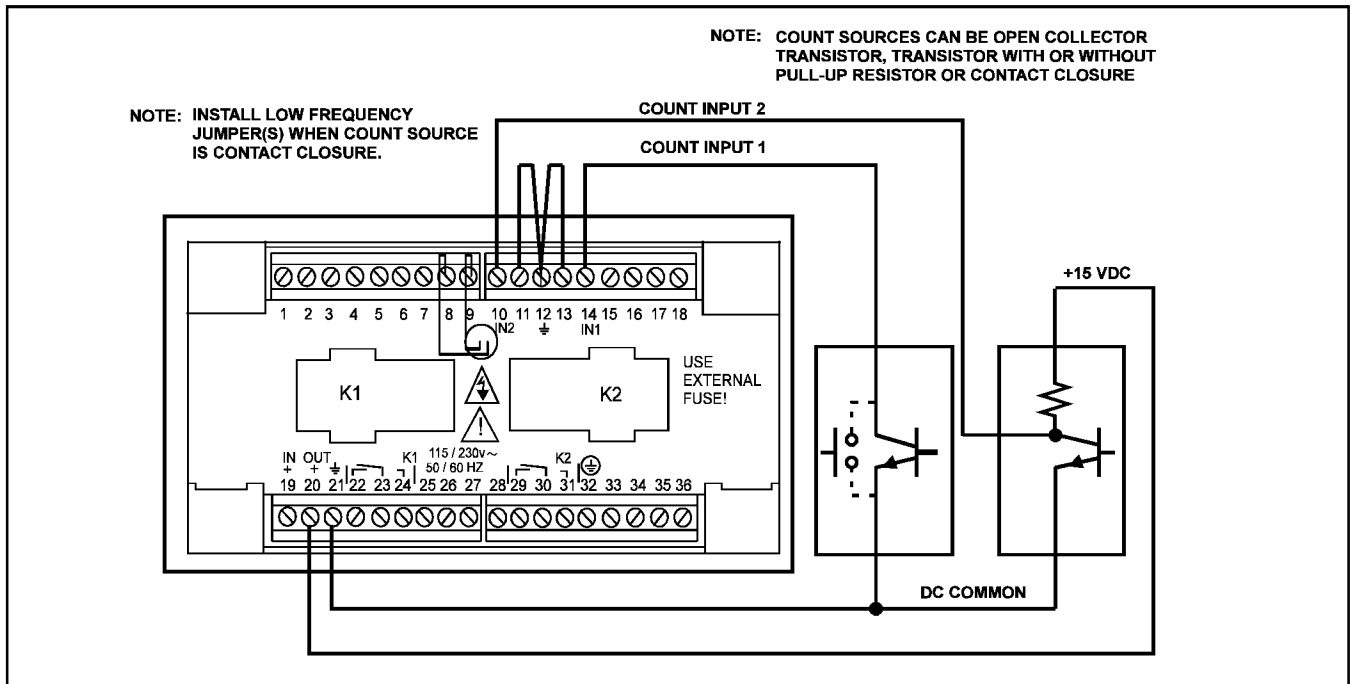 NOTE: COUNT SOURCES CAN BE OPEN COLLECTOR
TRANSISTOR, TRANSISTOR WITH OR WITHOUT
PULL-UP RESISTOR OR CONTACT CLOSURE
NOTE: INSTALL LOW FREQUENCY
JUMPER(S) WHEN COUNT SOURCE
IS CONTACT CLOSURE.
COUNT INPUT 2
COUNT INPUT 1
+15 VDC
1 2 3 4 5 6 7 8 9 10 11 12 13 14 15 16 17 18
IN2 IN1
K1
K2
USE
EXTERNAL
FUSE!
IN OUT
+ +
K1 115 / 230v~
50 / 60 HZ
K2
19 20 21 22 23 24 25 26 27 28 29 30 31 32 33 34 35 36
DC COMMON